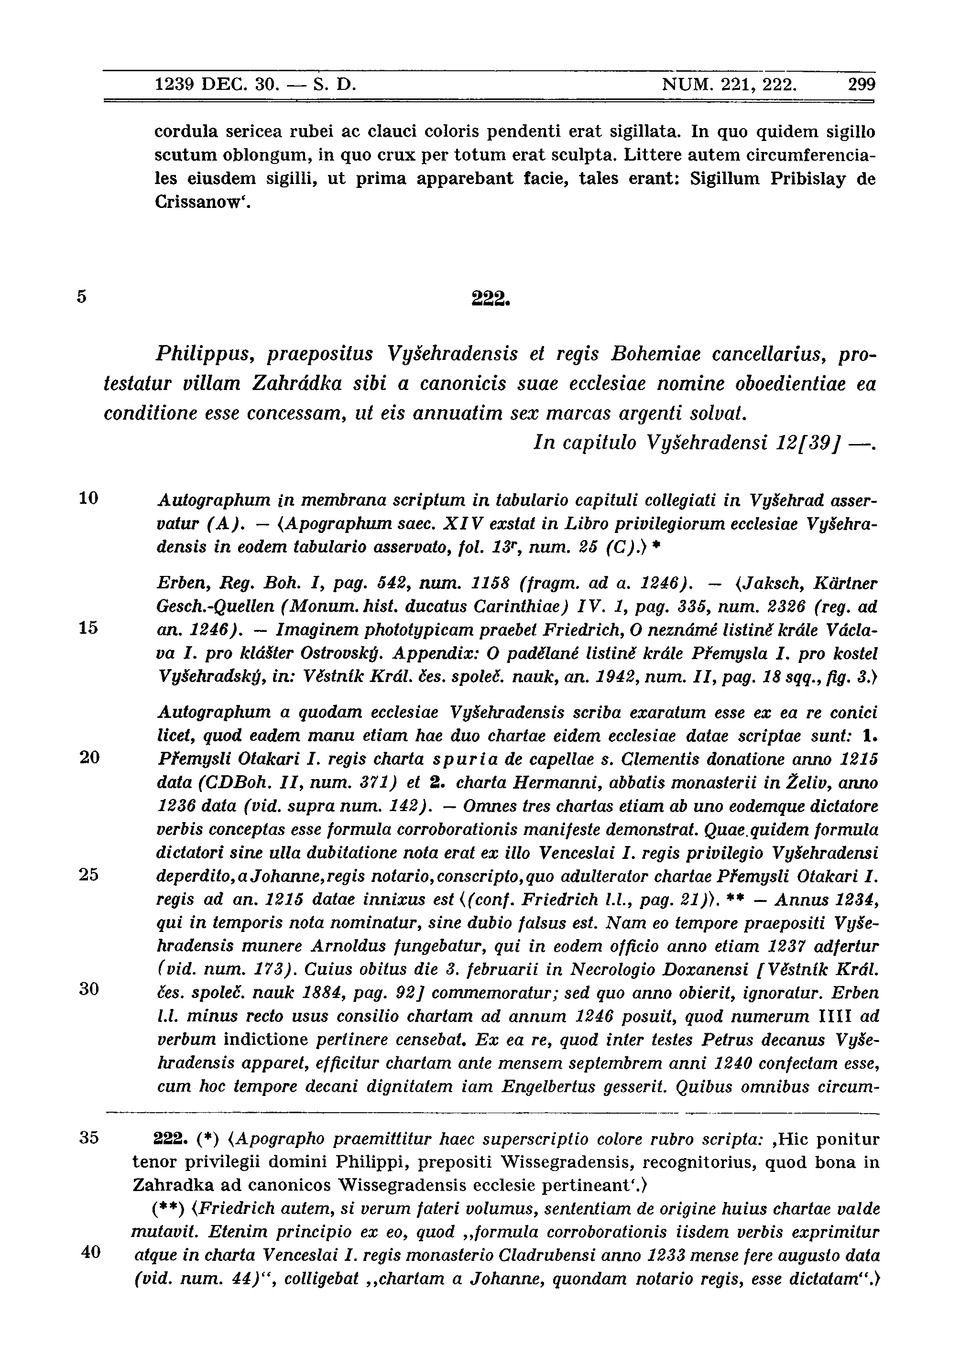 1239 DEC. 30. — S. D. NUM. 221, 222. 299
cordula sericea rubei ac clauci coloris pendenti erat sigillata. In quo quidem sigillo
scutum oblongum, in quo crux per totum erat sculpta. Littere autem circumferencia-
les eiusdem sigilli, ut prima apparebant facie, tales erant: Sigillum Pribislay de
Crissanow‘.
5 222.
Philippus, praepositus Vyšehradensis et regis Bohemiae cancellarius, pro-
testatur villam Zahrádka sibi a canonicis suae ecclesiae nomine oboedientiae ea
conditione esse concessam, ut eis annuatim sex marcas argenti solvat.
In capitulo Vyšehradensi 12[39] —.
10 Autographum in membrana scriptum in tabulario capituli collegiati in Vyšehrad asser-
vatur (A). — ⟨Apographum saec. XIV exstat in Libro privilegiorum ecclesiae Vyšehra-
densis in eodem tabulario asservato, fol. 13r, num. 25 (C).⟩ *
Erben, Reg. Boh. I, pag. 542, num. 1158 (fragm. ad a. 1246). — ⟨Jaksch, Kärtner
Gesch.-Quellen (Monum. hist. ducatus Carinthiae) IV. 1, pag. 335, num. 2326 (reg. ad
15 an. 1246). — Imaginem phototypicam praebet Friedrich, O neznámé listině krále Václa-
va I. pro klášter Ostrovský. Appendix: O padělané listině krále Přemysla I. pro kostel
Vyšehradský, in: Věstník Král. čes. společ. nauk, an. 1942, num. II, pag. 18 sqq., fig. 3.⟩
Autographum a quodam ecclesiae Vyšehradensis scriba exaratum esse ex ea re conici
licet, quod eadem manu etiam hae duo chartae eidem ecclesiae datae scriptae sunt: 1.
20 Přemysli Otakari I. regis charta spuria de capellae s. Clementis donatione anno 1215
data (CDBoh. II, num. 371) et 2. charta Hermanni, abbatis monasterii in Želiv, anno
1236 data (vid. supra num. 142). — Omnes tres chartas etiam ab uno eodemque dictatore
verbis conceptas esse formula corroborationis manifeste demonstrat. Quae quidem formula
dictatori sine ulla dubitatione nota erat ex illo Venceslai I. regis privilegio Vyšehradensi
25 deperdito, a Johanne, regis notario, conscripto, quo adulterator chartae Přemysli Otakari I.
regis ad an. 1215 datae innixus est ⟨(conf. Friedrich l.l., pag. 21)⟩. ** — Annus 1234,
qui in temporis nota nominatur, sine dubio falsus est. Nam eo tempore praepositi Vyše-
hradensis munere Arnoldus fungebatur, qui in eodem officio anno etiam 1237 adfertur
(vid. num. 173). Cuius obitus die 3. februarii in Necrologio Doxanensi [Věstník Král.
30 čes. společ. nauk 1884, pag. 92] commemoratur; sed quo anno obierit, ignoratur. Erben
l.l. minus recto usus consilio chartam ad annum 1246 posuit, quod numerum IIII ad
verbum indictione pertinere censebat. Ex ea re, quod inter testes Petrus decanus Vyše-
hradensis apparet, efficitur chartam ante mensem septembrem anni 1240 confectam esse,
cum hoc tempore decani dignitatem iam Engelbertus gesserit. Quibus omnibus circum-
35 222. (*) ⟨Apographo praemittitur haec superscriptio colore rubro scripta: ‚Hic ponitur
tenor privilegii domini Philippi, prepositi Wissegradensis, recognitorius, quod bona in
Zahradka ad canonicos Wissegradensis ecclesie pertineant‘.⟩
(**) ⟨Friedrich autem, si verum fateri volumus, sententiam de origine huius chartae valde
mutavit. Etenim principio ex eo, quod „formula corroborationis iisdem verbis exprimitur
40 atque in charta Venceslai I. regis monasterio Cladrubensi anno 1233 mense fere augusto data
(vid. num. 44)“, colligebat „chartam a Johanne, quondam notario regis, esse dictatam“.⟩